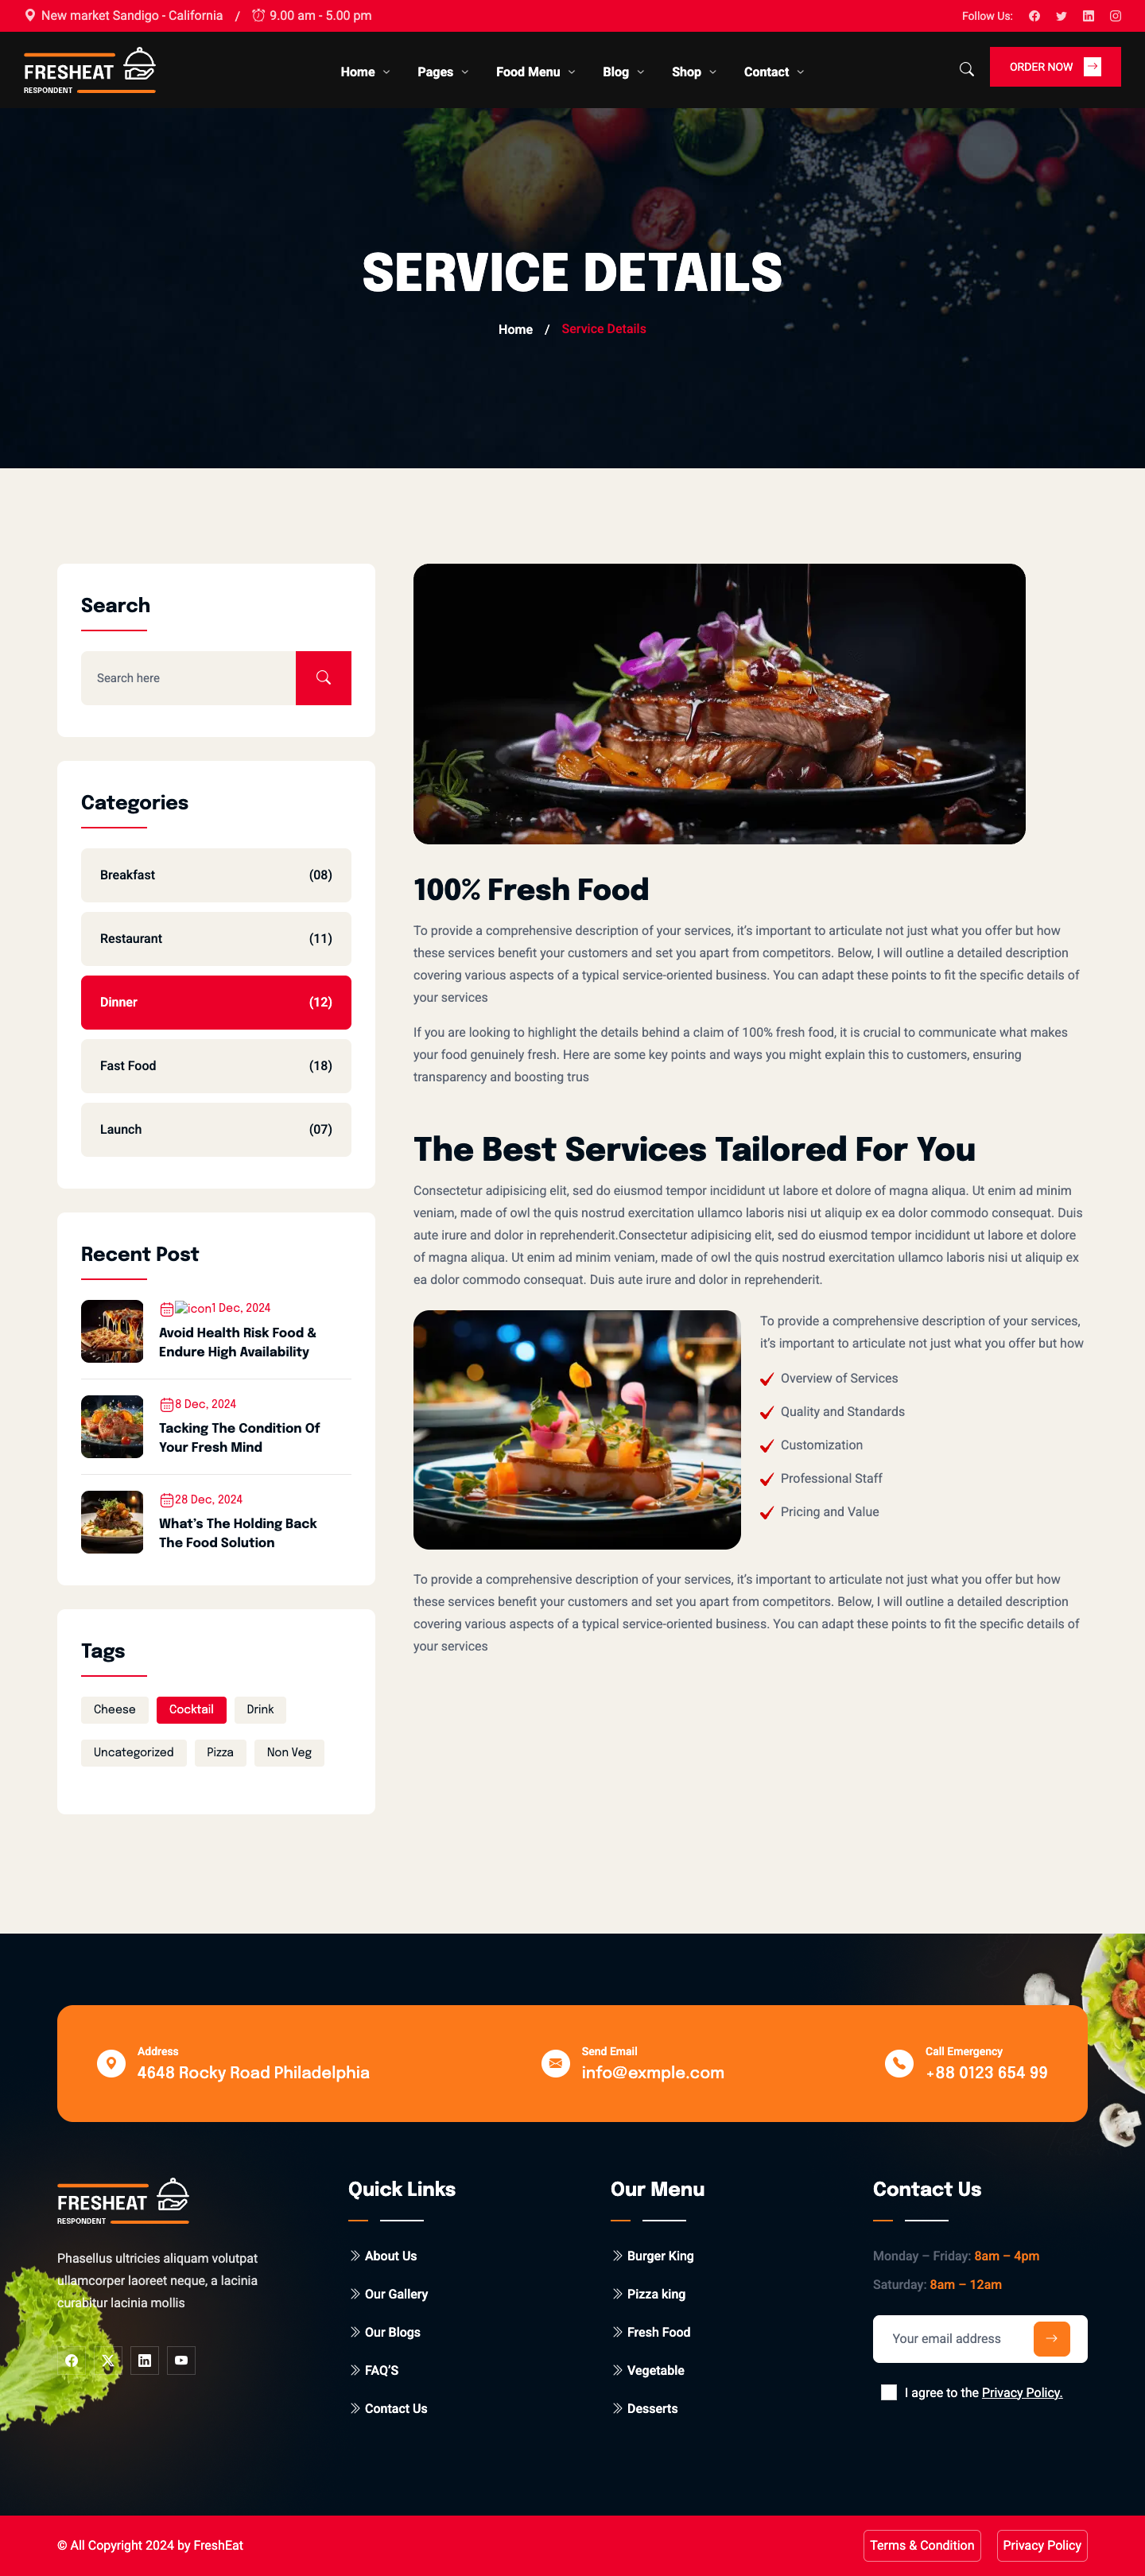 New market Sandigo - California / 9.00 am - 5.00 pm
Follow Us:
FRESHEAT
RESPONDENT
Home
Pages
Food Menu
Blog
Shop
Contact
ORDER NOW
SERVICE DETAILS
Home / Service Details
Search
Search here
Categories
Breakfast (08)
Restaurant (11)
Dinner (12)
Fast Food (18)
Launch (07)
Recent Post
icon1 Dec, 2024
Avoid Health Risk Food &
Endure High Availability
8 Dec, 2024
Tacking The Condition Of
Your Fresh Mind
28 Dec, 2024
What's The Holding Back
The Food Solution
Tags
Cheese
Cocktail
Drink
Uncategorized
Pizza
Non Veg
100% Fresh Food
To provide a comprehensive description of your services, it's important to articulate not just what you offer but how
these services benefit your customers and set you apart from competitors. Below, I will outline a detailed description
covering various aspects of a typical service-oriented business. You can adapt these points to fit the specific details of
your services
If you are looking to highlight the details behind a claim of 100% fresh food, it is crucial to communicate what makes
your food genuinely fresh. Here are some key points and ways you might explain this to customers, ensuring
transparency and boosting trus
The Best Services Tailored For You
Consectetur adipisicing elit, sed do eiusmod tempor incididunt ut labore et dolore of magna aliqua. Ut enim ad minim
veniam, made of owl the quis nostrud exercitation ullamco laboris nisi ut aliquip ex ea dolor commodo consequat. Duis
aute irure and dolor in reprehenderit.Consectetur adipisicing elit, sed do eiusmod tempor incididunt ut labore et dolore
of magna aliqua. Ut enim ad minim veniam, made of owl the quis nostrud exercitation ullamco laboris nisi ut aliquip ex
ea dolor commodo consequat. Duis aute irure and dolor in reprehenderit.
To provide a comprehensive description of your services,
it's important to articulate not just what you offer but how
Overview of Services
Quality and Standards
Customization
Professional Staff
Pricing and Value
To provide a comprehensive description of your services, it's important to articulate not just what you offer but how
these services benefit your customers and set you apart from competitors. Below, I will outline a detailed description
covering various aspects of a typical service-oriented business. You can adapt these points to fit the specific details of
your services
Address
4648 Rocky Road Philadelphia
Send Email
info@exmple.com
Call Emergency
+88 0123 654 99
FRESHEAT
RESPONDENT
Phasellus ultricies aliquam volutpat
ullamcorper laoreet neque, a lacinia
curabitur lacinia mollis
Quick Links
About Us
Our Gallery
Our Blogs
FAQ'S
Contact Us
Our Menu
Burger King
Pizza king
Fresh Food
Vegetable
Desserts
Contact Us
Monday – Friday: 8am – 4pm
Saturday: 8am – 12am
Your email address
I agree to the Privacy Policy.
© All Copyright 2024 by FreshEat
Terms & Condition
Privacy Policy